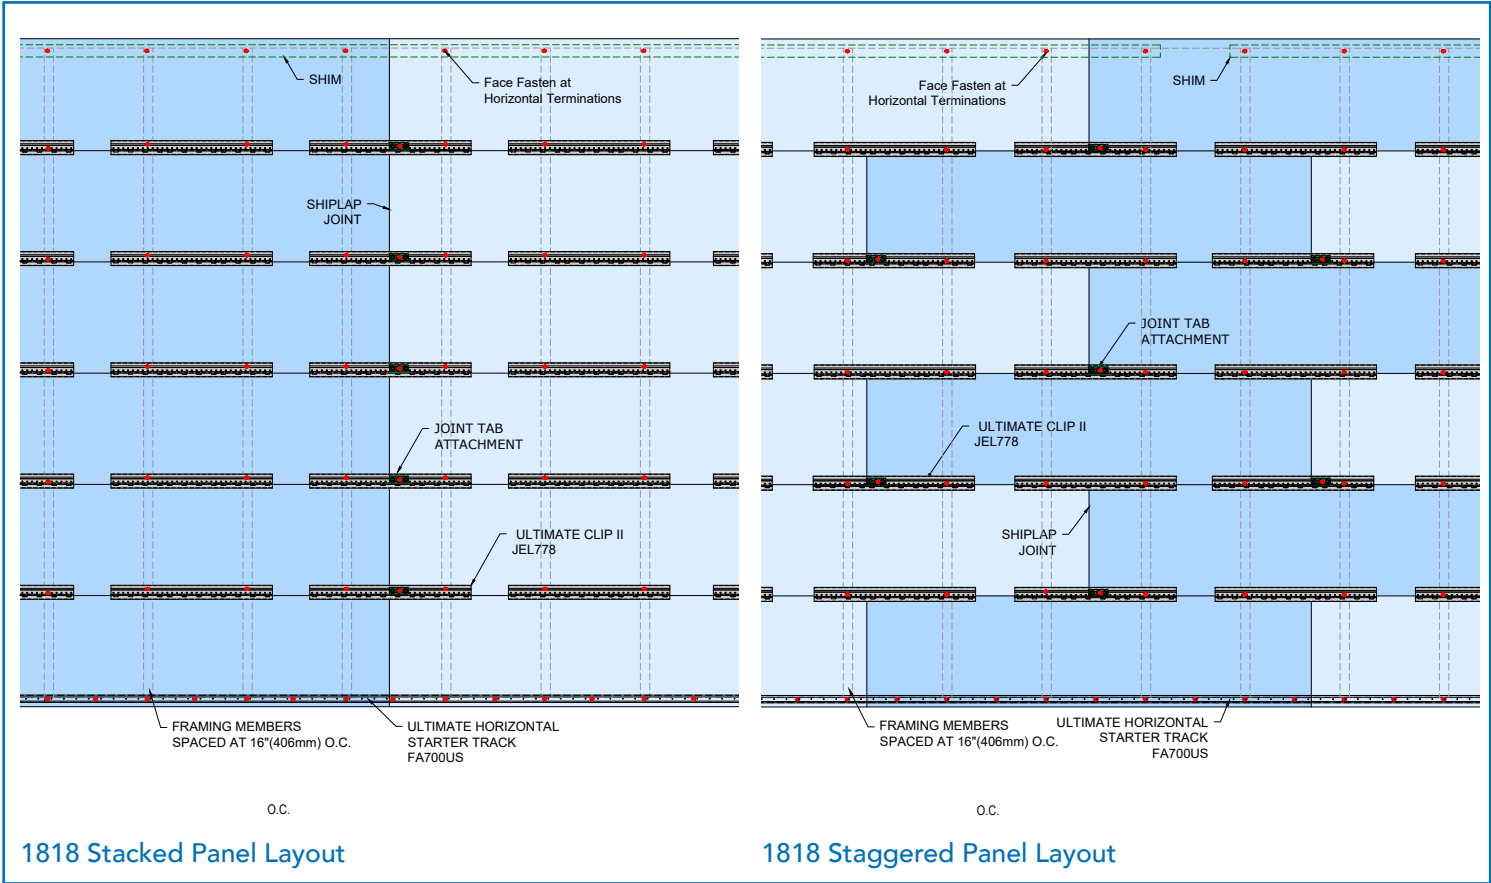 SHIM
Face Fasten at
Horizontal Terminations
SHIPLAP
JOINT
JOINT TAB
ATTACHMENT
ULTIMATE CLIP II
JEL778
FRAMING MEMBERS
SPACED AT 16"(406mm) O.C.
ULTIMATE HORIZONTAL
STARTER TRACK
FA700US
O.C.
1818 Stacked Panel Layout
Face Fasten at
Horizontal Terminations
SHIM
JOINT TAB
ATTACHMENT
ULTIMATE CLIP II
JEL778
SHIPLAP
JOINT
FRAMING MEMBERS
SPACED AT 16"(406mm) O.C.
ULTIMATE HORIZONTAL
STARTER TRACK
FA700US
O.C.
1818 Staggered Panel Layout